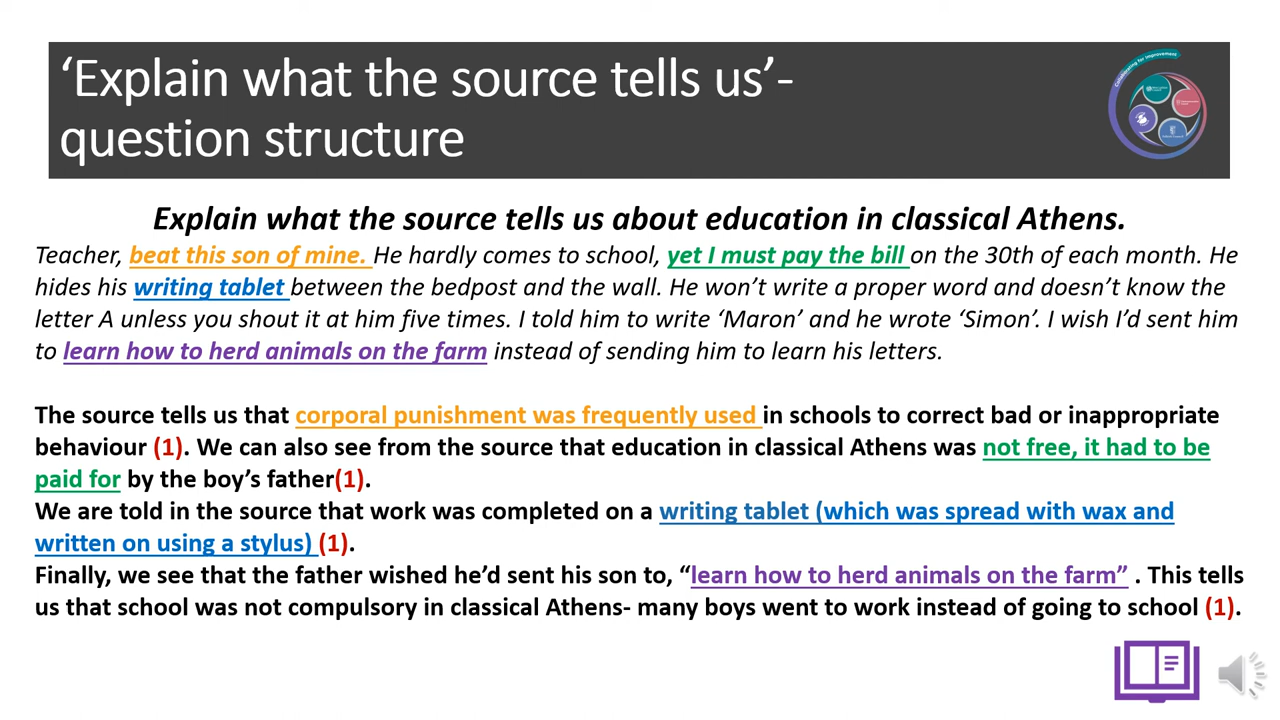 ‘Explain what the source tells us’-
question structure
Collaborating for Improvement
Explain what the source tells us about education in classical Athens.
Teacher, beat this son of mine. He hardly comes to school, yet I must pay the bill on the 30th of each month. He
hides his writing tablet between the bedpost and the wall. He won’t write a proper word and doesn’t know the
letter A unless you shout it at him five times. I told him to write ‘Maron’ and he wrote ‘Simon’. I wish I’d sent him
to learn how to herd animals on the farm instead of sending him to learn his letters.
The source tells us that corporal punishment was frequently used in schools to correct bad or inappropriate
behaviour (1). We can also see from the source that education in classical Athens was not free, it had to be
paid for by the boy’s father(1).
We are told in the source that work was completed on a writing tablet (which was spread with wax and
written on using a stylus) (1).
Finally, we see that the father wished he’d sent his son to, “learn how to herd animals on the farm” . This tells
us that school was not compulsory in classical Athens- many boys went to work instead of going to school (1).